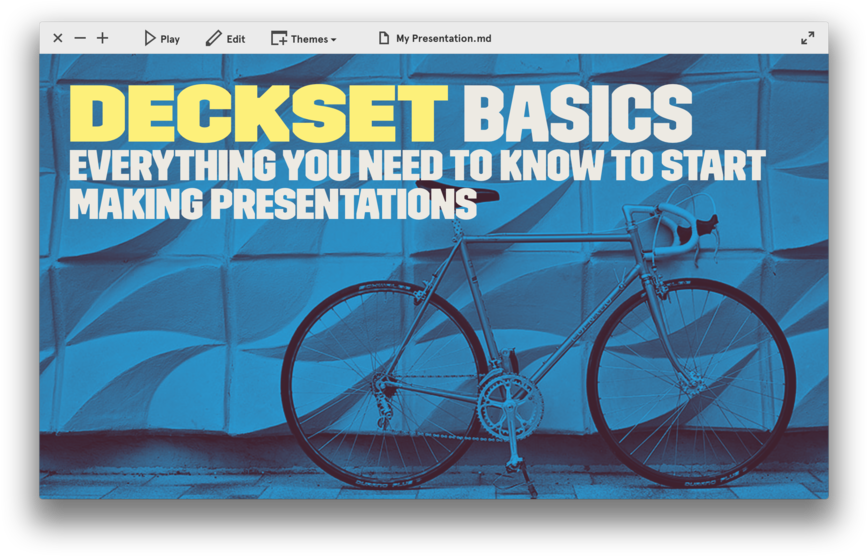 Play Edit Themes My Presentation.md
DECKSET BASICS
EVERYTHING YOU NEED TO KNOW TO START
MAKING PRESENTATIONS